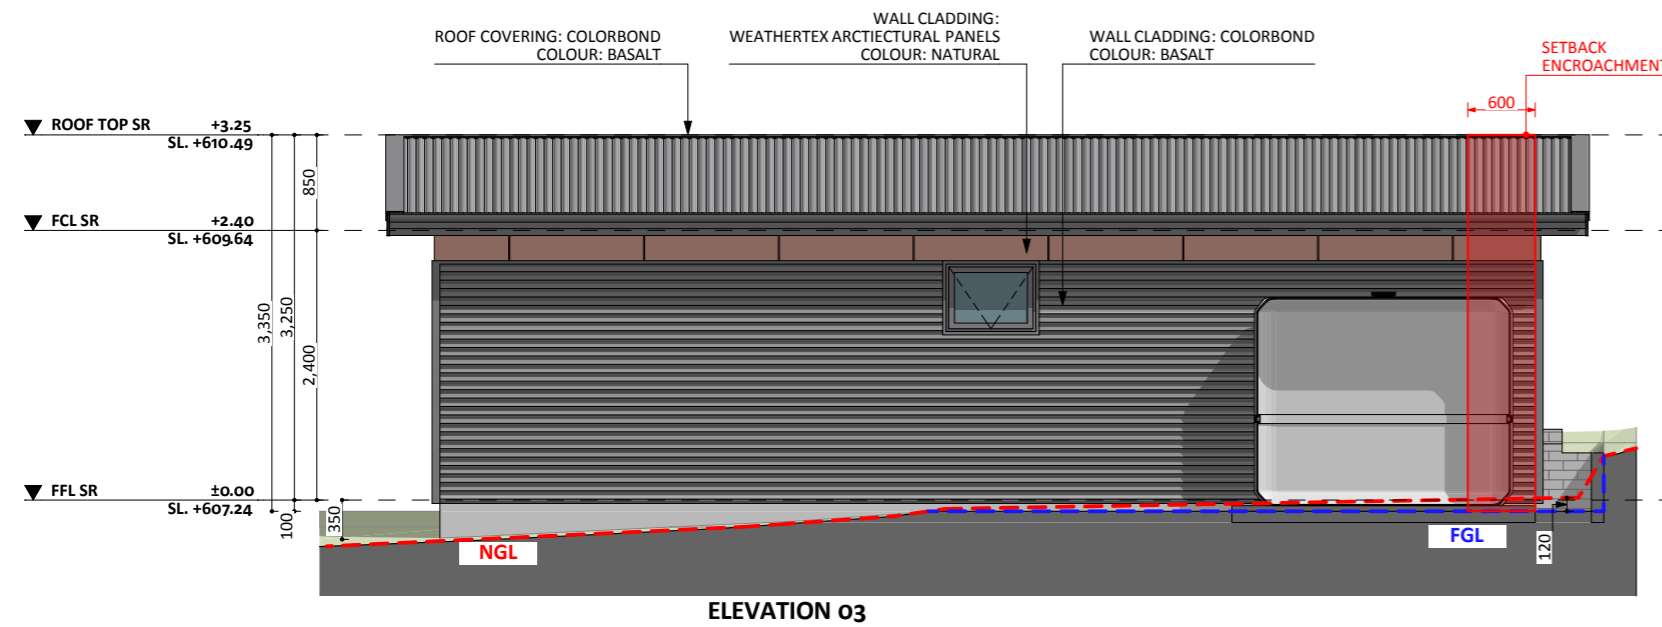 WALL CLADDING:
WEATHERTEX ARCTIECTURAL PANELS
COLOUR: NATURAL
ROOF COVERING: COLORBOND
COLOUR: BASALT
WALL CLADDING: COLORBOND
COLOUR: BASALT
SETBACK
ENCROACHMENT
600
ROOF TOP SR +3.25
SL. +610.49
850
FCL SR +2.40
SL. +609.64
3,350
3,250
2,400
FFL SR ±0.00
SL. +607.24
100
350
NGL
FGL
120
ELEVATION 03